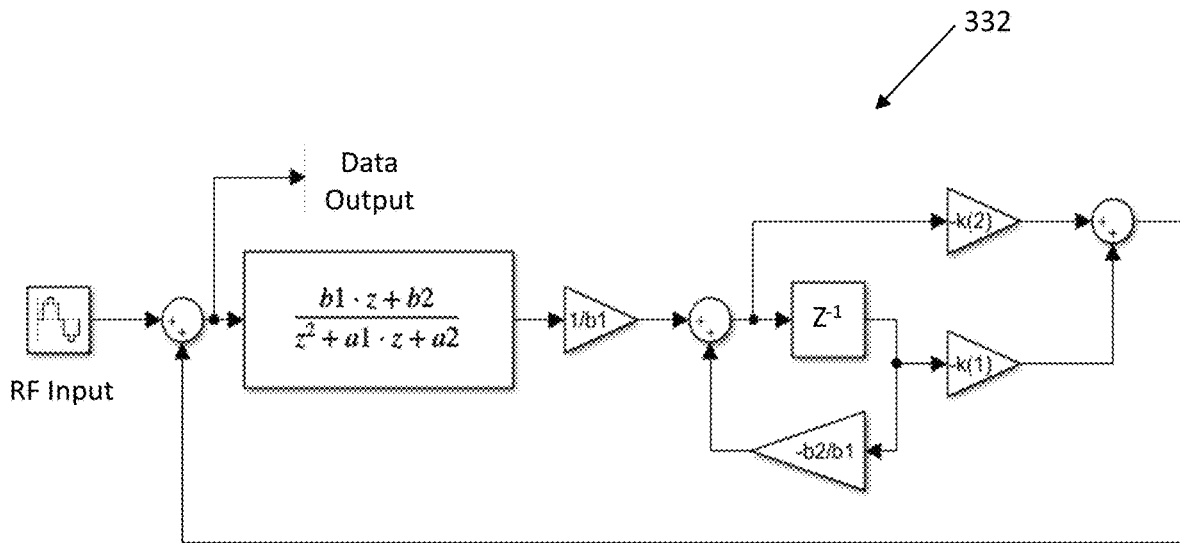 332
Data
Output
-k(2)
+
+
b1 · z + b2
z² + a1 · z + a2
1/b1
+
+
Z⁻¹
+
+
-k(1)
RF Input
-b2/b1